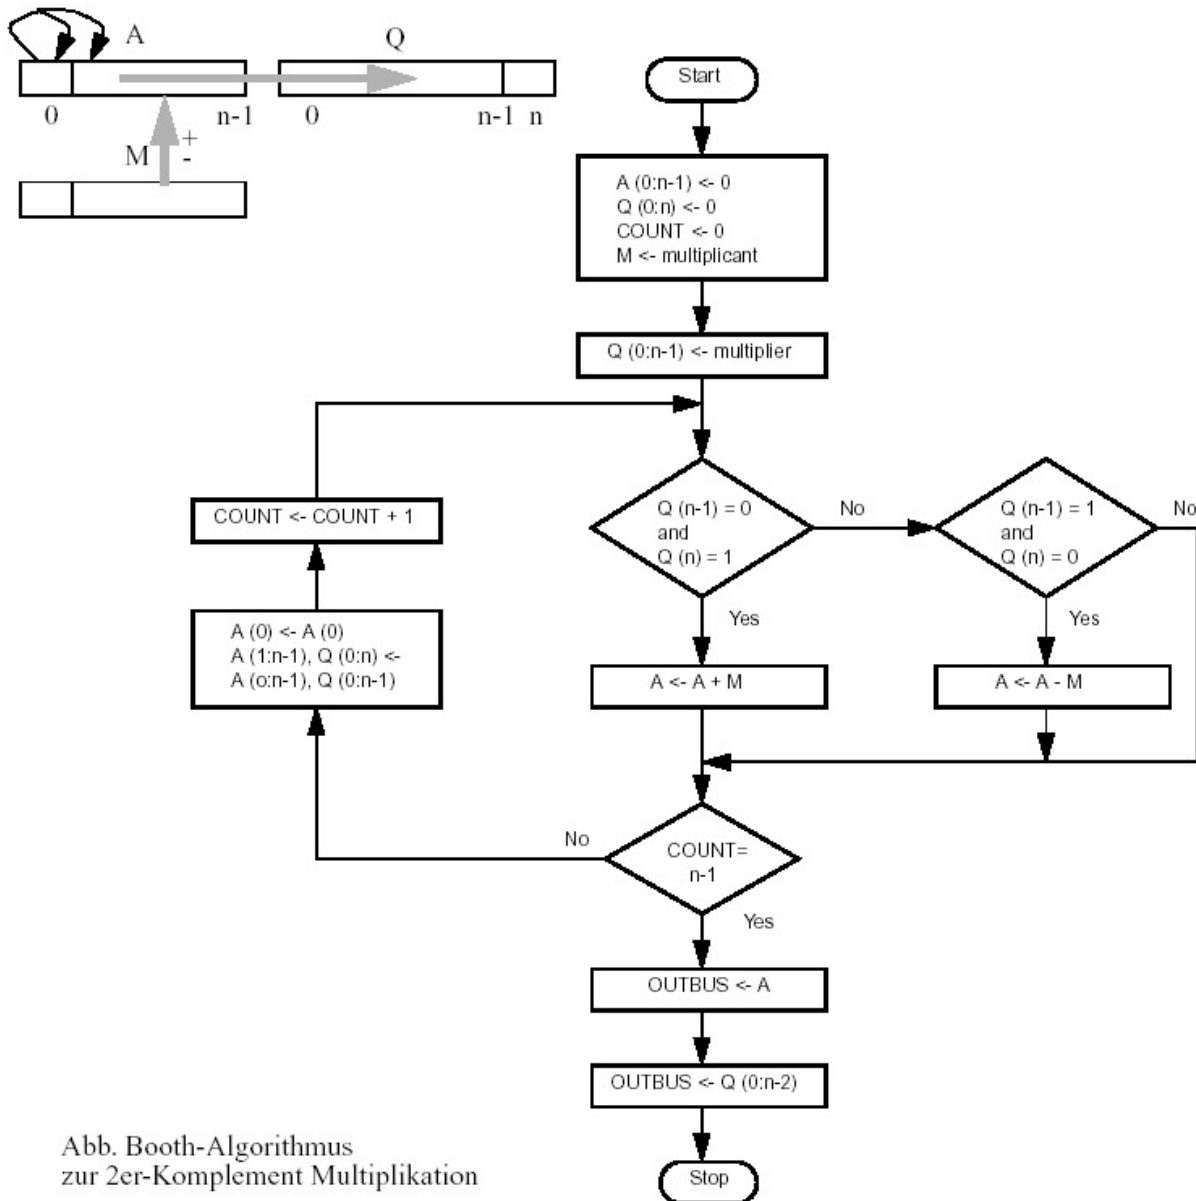 A
Q
0
n-1
0
n-1
n
M
+
-
Start
A (0:n-1) <- 0
Q (0:n) <- 0
COUNT <- 0
M <- multiplicant
Q (0:n-1) <- multiplier
COUNT <- COUNT + 1
Q (n-1) = 0
and
Q (n) = 1
No
Q (n-1) = 1
and
Q (n) = 0
No
Yes
Yes
A (0) <- A (0)
A (1:n-1), Q (0:n) <-
A (o:n-1), Q (0:n-1)
A <- A + M
A <- A - M
No
COUNT=
n-1
Yes
OUTBUS <- A
OUTBUS <- Q (0:n-2)
Stop
Abb. Booth-Algorithmus
zur 2er-Komplement Multiplikation